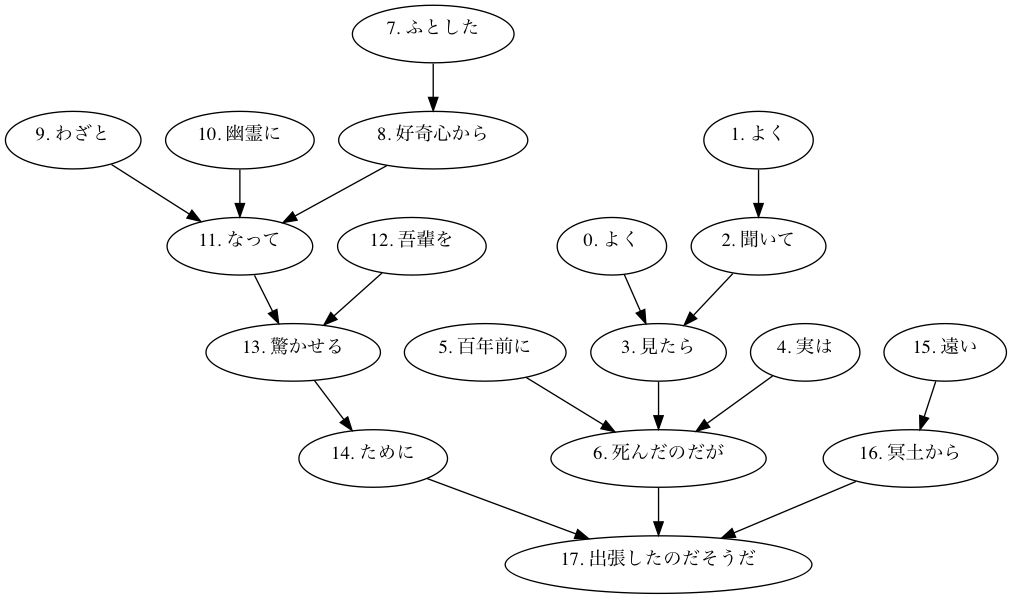 7. ふとした
9. わざと
10. 幽霊に
8. 好奇心から
1. よく
11. なって
12. 吾輩を
0. よく
2. 聞いて
13. 驚かせる
5. 百年前に
3. 見たら
4. 実は
15. 遠い
14. ために
6. 死んだのだが
16. 冥土から
17. 出張したのだそうだ